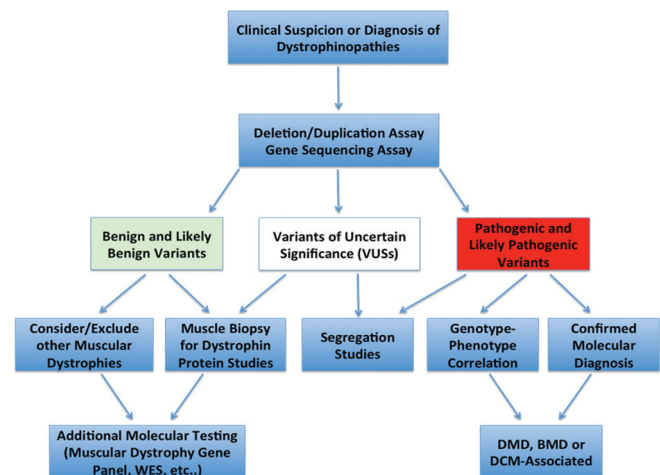 Clinical Suspicion or Diagnosis of
Dystrophinopathies
Deletion/Duplication Assay
Gene Sequencing Assay
Benign and Likely
Benign Variants
Variants of Uncertain
Significance (VUSs)
Pathogenic and
Likely Pathogenic
Variants
Consider/Exclude
other Muscular
Dystrophies
Muscle Biopsy
for Dystrophin
Protein Studies
Segregation
Studies
Genotype-
Phenotype
Correlation
Confirmed
Molecular
Diagnosis
Additional Molecular Testing
(Muscular Dystrophy Gene
Panel, WES, etc..)
DMD, BMD or
DCM-Associated